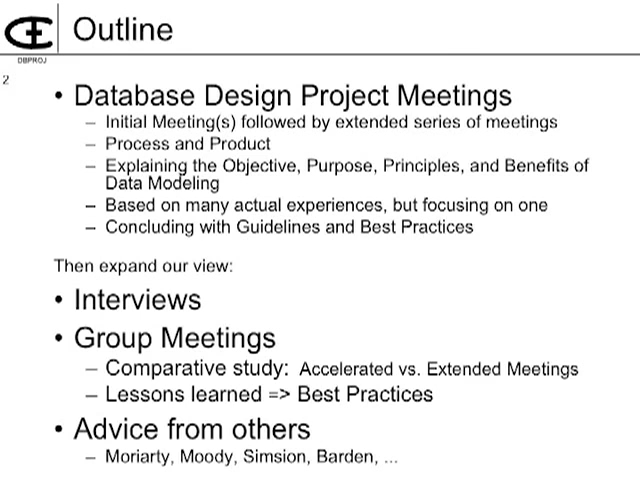 Outline
DBPROJ
2
• Database Design Project Meetings
– Initial Meeting(s) followed by extended series of meetings
– Process and Product
– Explaining the Objective, Purpose, Principles, and Benefits of
Data Modeling
– Based on many actual experiences, but focusing on one
– Concluding with Guidelines and Best Practices
Then expand our view:
• Interviews
• Group Meetings
– Comparative study: Accelerated vs. Extended Meetings
– Lessons learned => Best Practices
• Advice from others
– Moriarty, Moody, Simsion, Barden, ...